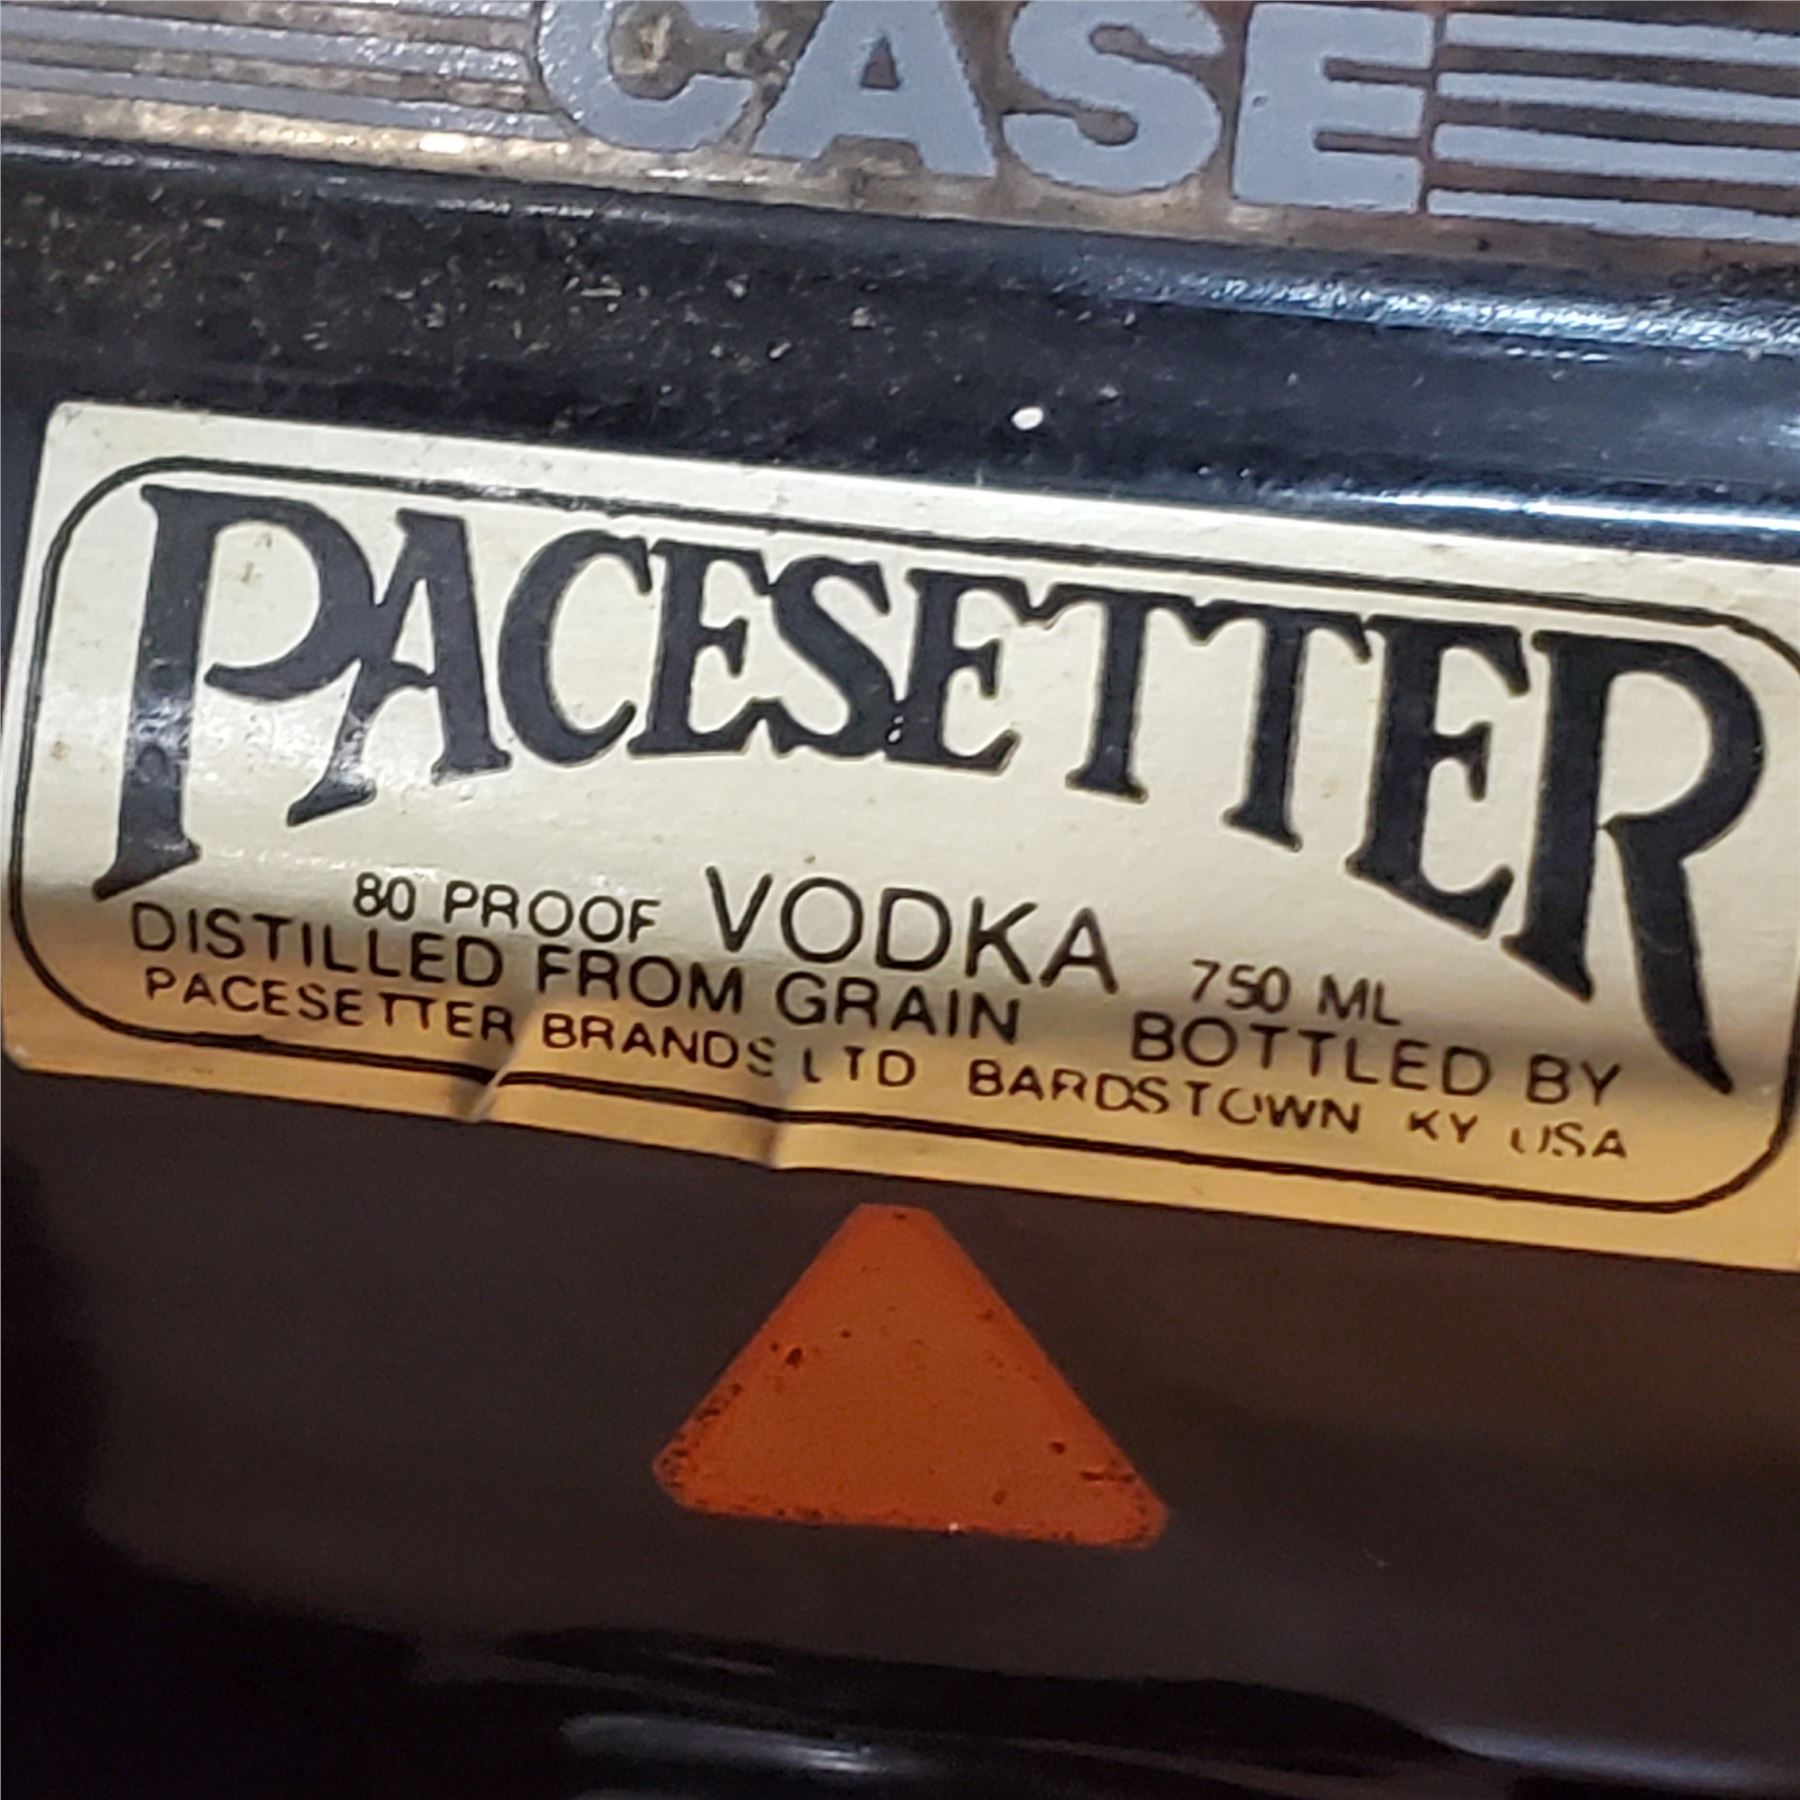 CASE
PACESETTER
80 PROOF VODKA 750 ML
DISTILLED FROM GRAIN BOTTLED BY
PACESETTER BRANDS LTD BARDSTOWN KY USA